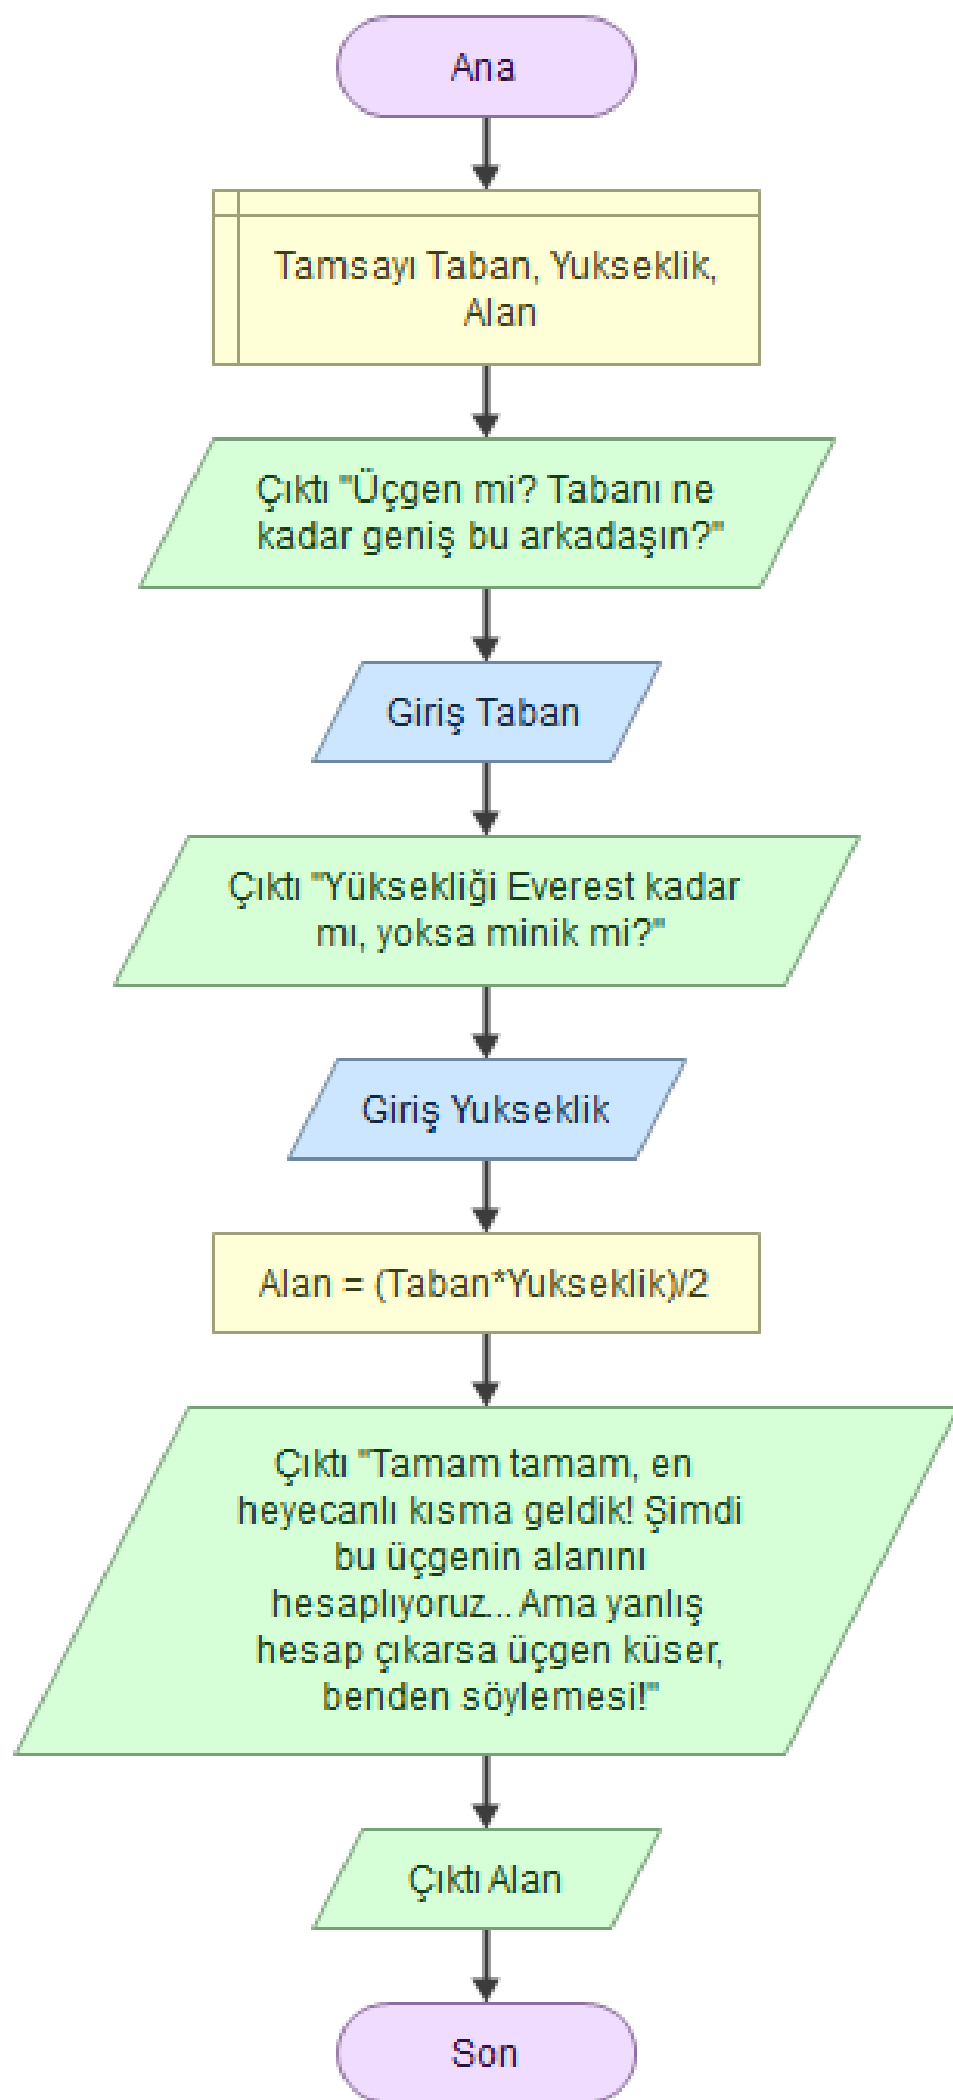 Ana
Tamsayı Taban, Yukseklik,
Alan
Çıktı "Üçgen mi? Tabanı ne
kadar geniş bu arkadaşın?"
Giriş Taban
Çıktı "Yüksekliği Everest kadar
mı, yoksa minik mi?"
Giriş Yukseklik
Alan = (Taban*Yukseklik)/2
Çıktı "Tamam tamam, en
heyecanlı kısma geldik! Şimdi
bu üçgenin alanını
hesaplıyoruz... Ama yanlış
hesap çıkarsa üçgen küser,
benden söylemesi!"
Çıktı Alan
Son